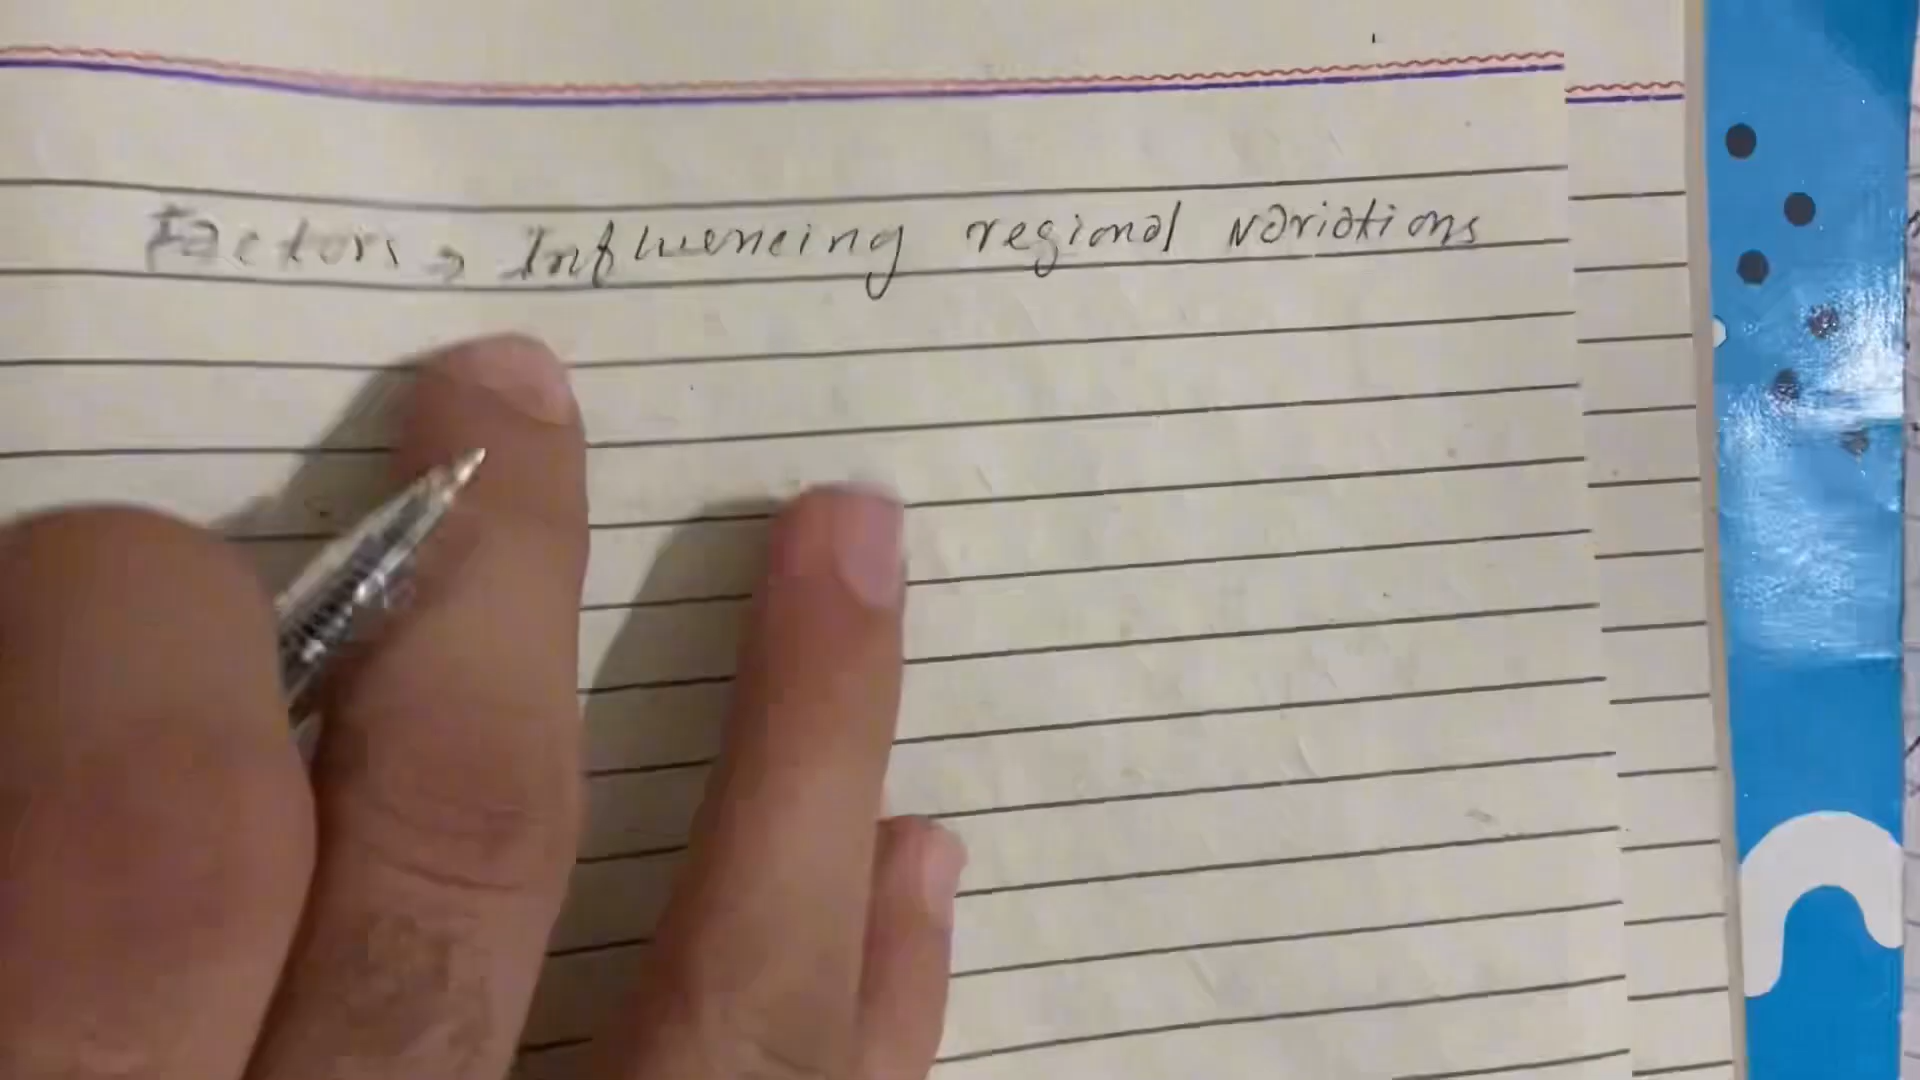 Factors → Influencing regional variations